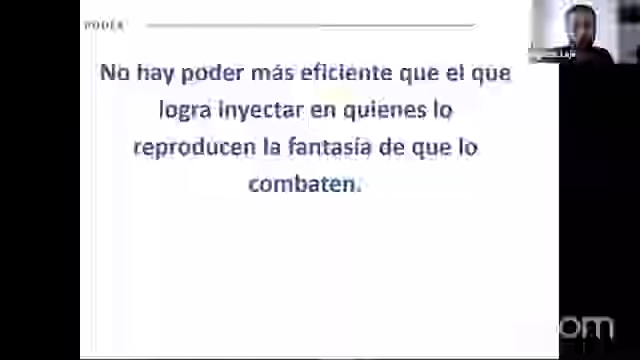 PODER
No hay poder más eficiente que el que
logra inyectar en quienes lo
reproducen la fantasía de que lo
combaten.